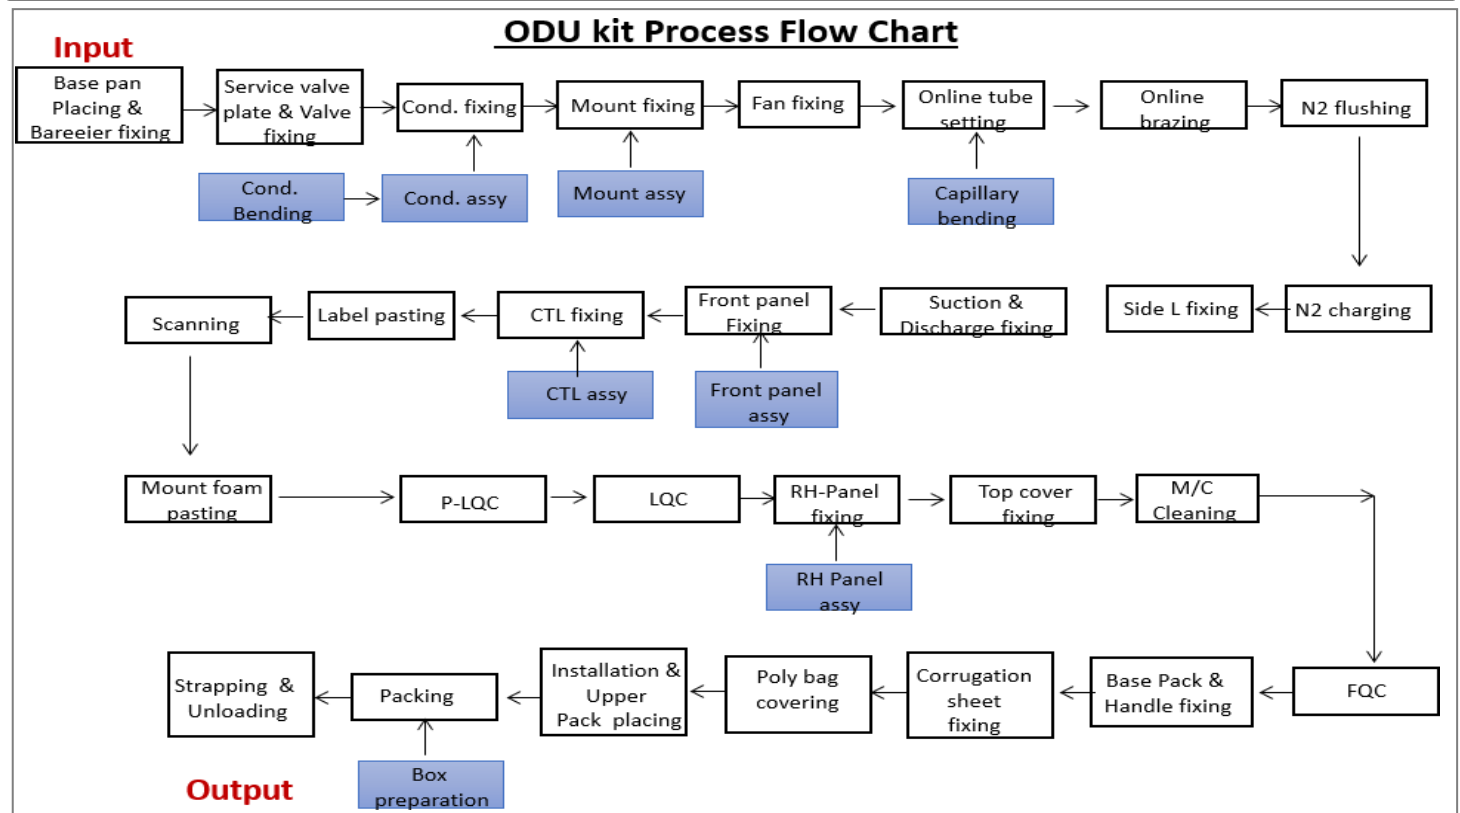 ODU kit Process Flow Chart
Input
Base pan
Placing &
Bareeier fixing
Service valve
plate & Valve
fixing
Cond. fixing
Mount fixing
Fan fixing
Online tube
setting
Online
brazing
N2 flushing
Cond.
Bending
Cond. assy
Mount assy
Capillary
bending
Scanning
Label pasting
CTL fixing
Front panel
Fixing
Suction &
Discharge fixing
Side L fixing
N2 charging
CTL assy
Front panel
assy
Mount foam
pasting
P-LQC
LQC
RH-Panel
fixing
Top cover
fixing
M/C
Cleaning
RH Panel
assy
Strapping &
Unloading
Packing
Installation &
Upper
Pack placing
Poly bag
covering
Corrugation
sheet
fixing
Base Pack &
Handle fixing
FQC
Output
Box
preparation